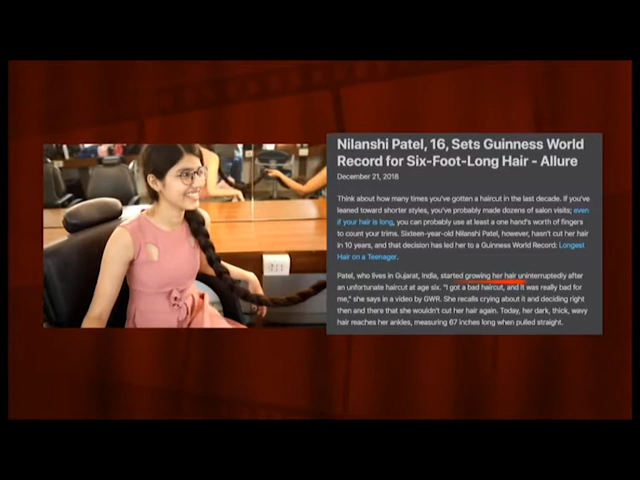 Nilanshi Patel, 16, Sets Guinness World
Record for Six-Foot-Long Hair - Allure
December 21, 2018
Think about how many times you've gotten a haircut in the last decade. If you've
leaned toward shorter styles, you've probably made dozens of salon visits; even
if your hair is long, you can probably use at least a one hand's worth of fingers
to count your trims. Sixteen-year-old Nilanshi Patel, however, hasn't cut her hair
in 10 years, and that decision has led her to a Guinness World Record: Longest
Hair on a Teenager.
Patel, who lives in Gujarat, India, started growing her hair uninterruptedly after
an unfortunate haircut at age six. "I got a bad haircut, and it was really bad for
me," she says in a video by GWR. She recalls crying about it and deciding right
then and there that she wouldn't cut her hair again. Today, her dark, thick, wavy
hair reaches her ankles, measuring 67 inches long when pulled straight.